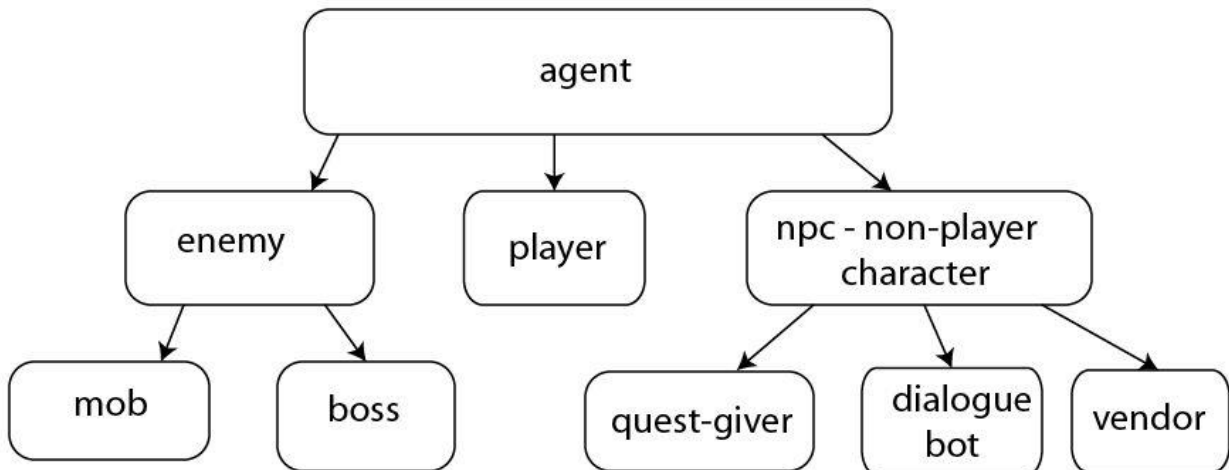 agent
enemy
player
npc - non-player
character
mob
boss
quest-giver
dialogue
bot
vendor